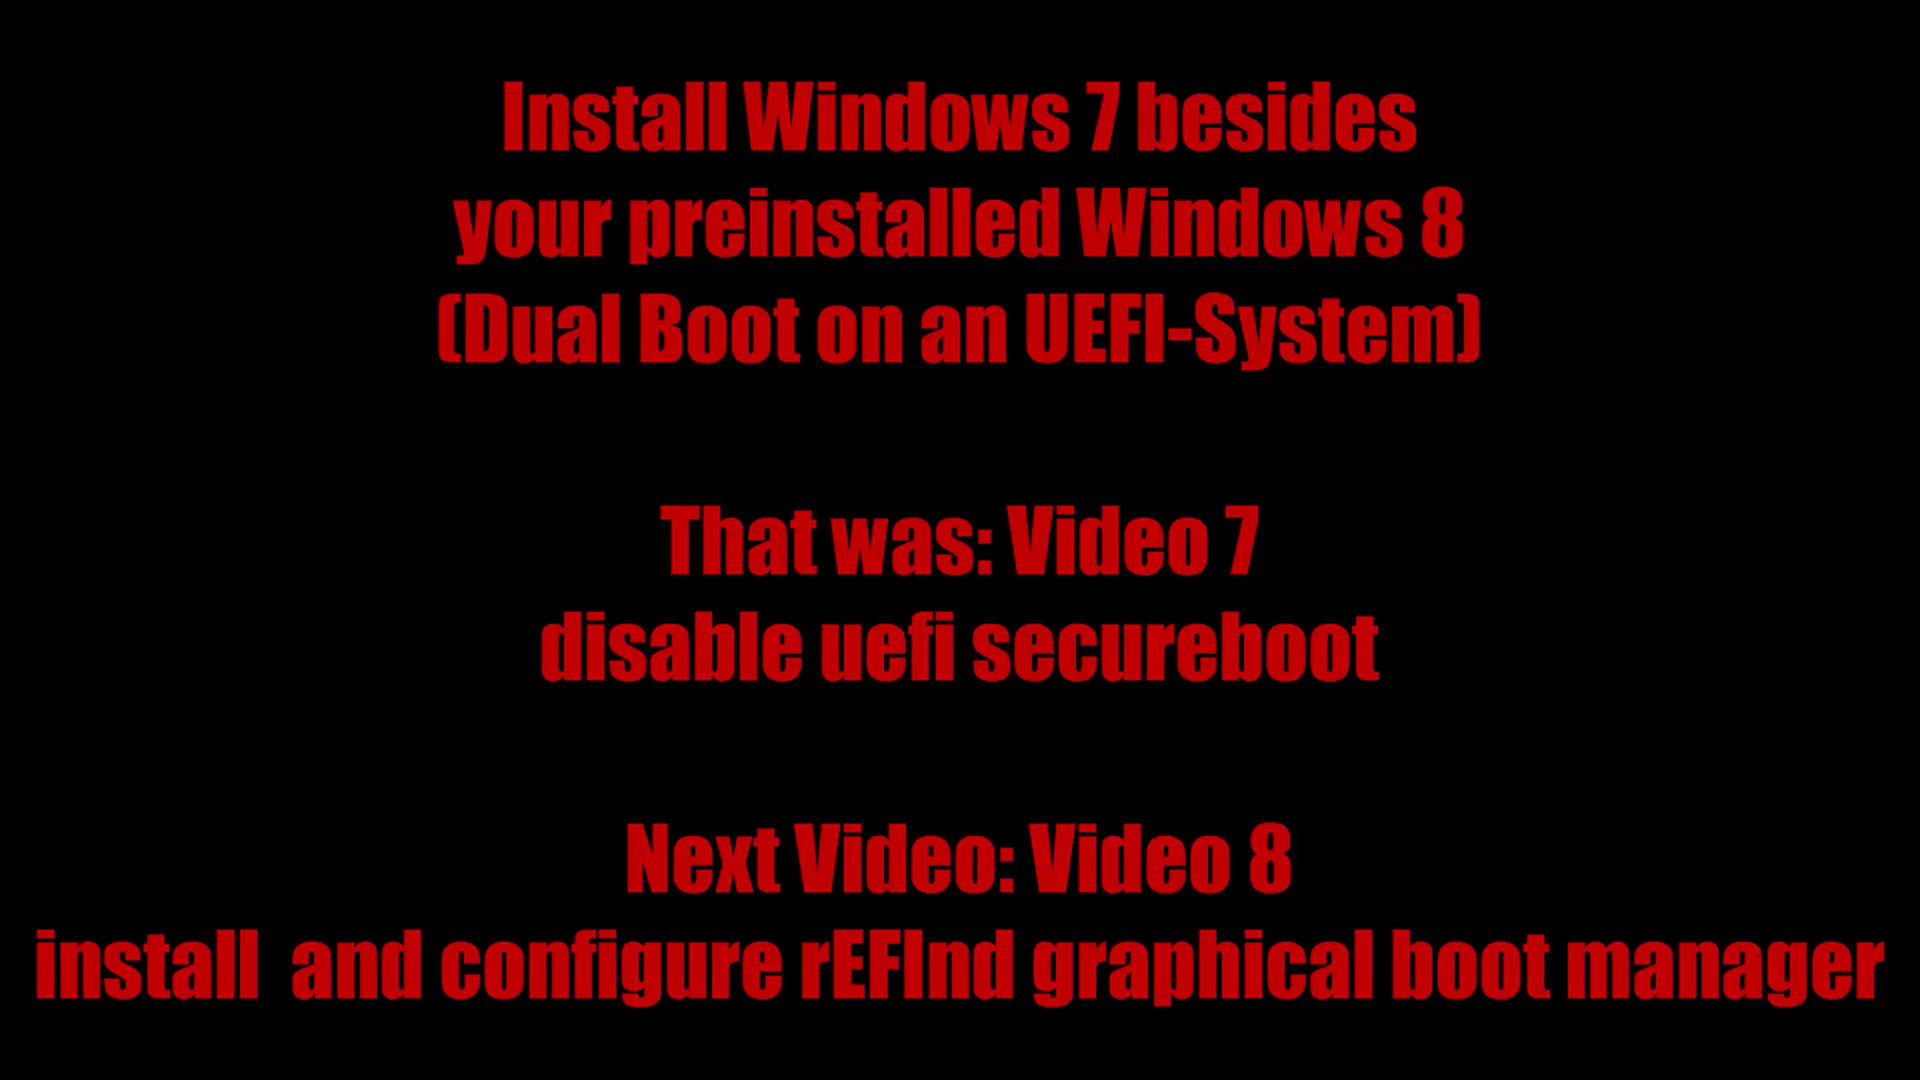 Install Windows 7 besides
your preinstalled Windows 8
(Dual Boot on an UEFI-System)
That was: Video 7
disable uefi secureboot
Next Video: Video 8
install  and configure rEFInd graphical boot manager